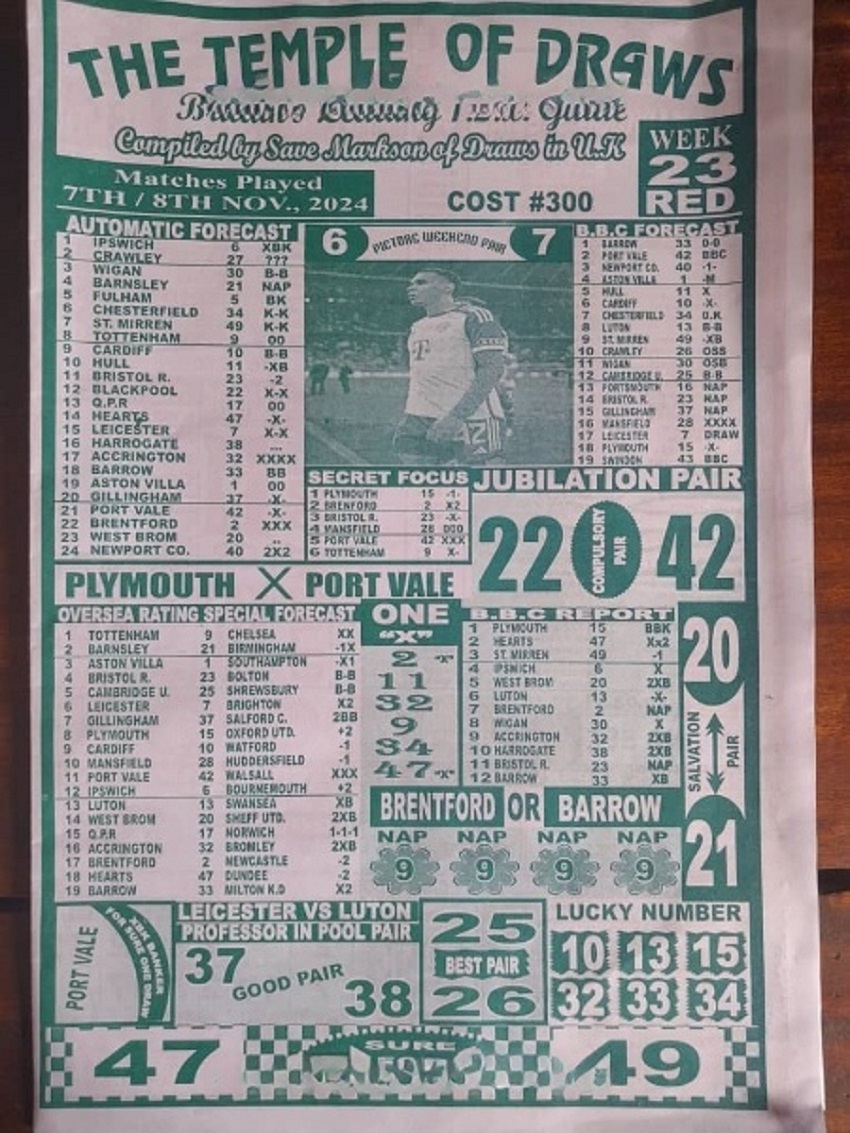 THE TEMPLE OF DRAWS
Compiled by Save Markson of Draws in U.K
WEEK
23
RED
Matches Played
7TH / 8TH NOV., 2024
COST #300
AUTOMATIC FORECAST
1 IPSWICH 6 XBK
2 CRAWLEY 27 ???
3 WIGAN 30 B-B
4 BARNSLEY 21 NAP
5 FULHAM 5 BK
6 CHESTERFIELD 34 K-K
7 ST. MIRREN 49 K-K
8 TOTTENHAM 9 00
9 CARDIFF 10 B-B
10 HULL 11 -XB
11 BRISTOL R. 23 -2
12 BLACKPOOL 22 X-X
13 Q.P.R 17 00
14 HEARTS 47 -X-
15 LEICESTER 7 X-X
16 HARROGATE 38 ...
17 ACCRINGTON 32 XXXX
18 BARROW 33 BB
19 ASTON VILLA 1 00
20 GILLINGHAM 37 -X-
21 PORT VALE 42 -X-
22 BRENTFORD 2 XXX
23 WEST BROM 20 ..
24 NEWPORT CO. 40 2X2
6 PICTORE WEEKEND PAIR 7
B.B.C FORECAST
1 BARROW 33 0-0
2 PORT VALE 42 BBC
3 NEWPORT CO. 40 -1-
4 ASTON VILLA 1 -M
5 HULL 11 X
6 CARDIFF 10 -X-
7 CHESTERFIELD 34 U.K
8 LUTON 13 B-B
9 ST. MIRREN 49 -XB
10 CRAWLY 26 OSS
11 WIGAN 30 OSB
12 CAMBRIDGE U. 25 B-B
13 PORTSMOUTH 16 NAP
14 BRISTOL R. 23 NAP
15 GILLINGHAM 37 NAP
16 MANSFIELD 28 XXXX
17 LEICESTER 7 DRAW
18 PLYMOUTH 15 -X-
19 SWINDON 43 BBC
SECRET FOCUS
1 PLYMOUTH 15 -1-
2 BRENFORD 2 X2
3 BRISTOL R. 23 -X-
4 MANSFIELD 28 000
5 PORT VALE 42 XXX
6 TOTTENHAM 9 X-
JUBILATION PAIR
22 COMPULSORY PAIR 42
PLYMOUTH X PORT VALE
OVERSEA RATING SPECIAL FORECAST
1 TOTTENHAM 9 CHELSEA XX
2 BARNSLEY 21 BIRMINGHAM -1X
3 ASTON VILLA 1 SOUTHAMPTON -X1
4 BRISTOL R. 23 BOLTON B-B
5 CAMBRIDGE U. 25 SHREWSBURY B-B
6 LEICESTER 7 BRIGHTON X2
7 GILLINGHAM 37 SALFORD C. 2BB
8 PLYMOUTH 15 OXFORD UTD. +2
9 CARDIFF 10 WATFORD -1
10 MANSFIELD 28 HUDDERSFIELD -1
11 PORT VALE 42 WALSALL XXX
12 IPSWICH 6 BOURNEMOUTH +2
13 LUTON 13 SWANSEA XB
14 WEST BROM 20 SHEFF UTD. 2XB
15 Q.P.R 17 NORWICH 1-1-1
16 ACCRINGTON 32 BROMLEY 2XB
17 BRENTFORD 2 NEWCASTLE -2
18 HEARTS 47 DUNDEE -2
19 BARROW 33 MILTON K.D X2
ONE
"X"
2 "X"
11
32
9
34
47 "X"
B.B.C REPORT
1 PLYMOUTH 15 BBK
2 HEARTS 47 Xx2
3 ST. MIRREN 49 -1
4 IPSWICH 6 X
5 WEST BROM 20 2XB
6 LUTON 13 -X-
7 BRENTFORD 2 NAP
8 WIGAN 30 X
9 ACCRINGTON 32 2XB
10 HARROGATE 38 2XB
11 BRISTOL R. 23 NAP
12 BARROW 33 XB
20
SALVATION PAIR
21
BRENTFORD OR BARROW
NAP NAP NAP NAP
9 9 9 9
PORT VALE
XBK BANKER
FOR SURE ONE DRAW
LEICESTER VS LUTON
PROFESSOR IN POOL PAIR
37 GOOD PAIR 38
25
BEST PAIR
26
LUCKY NUMBER
10 13 15
32 33 34
47 SURE 49